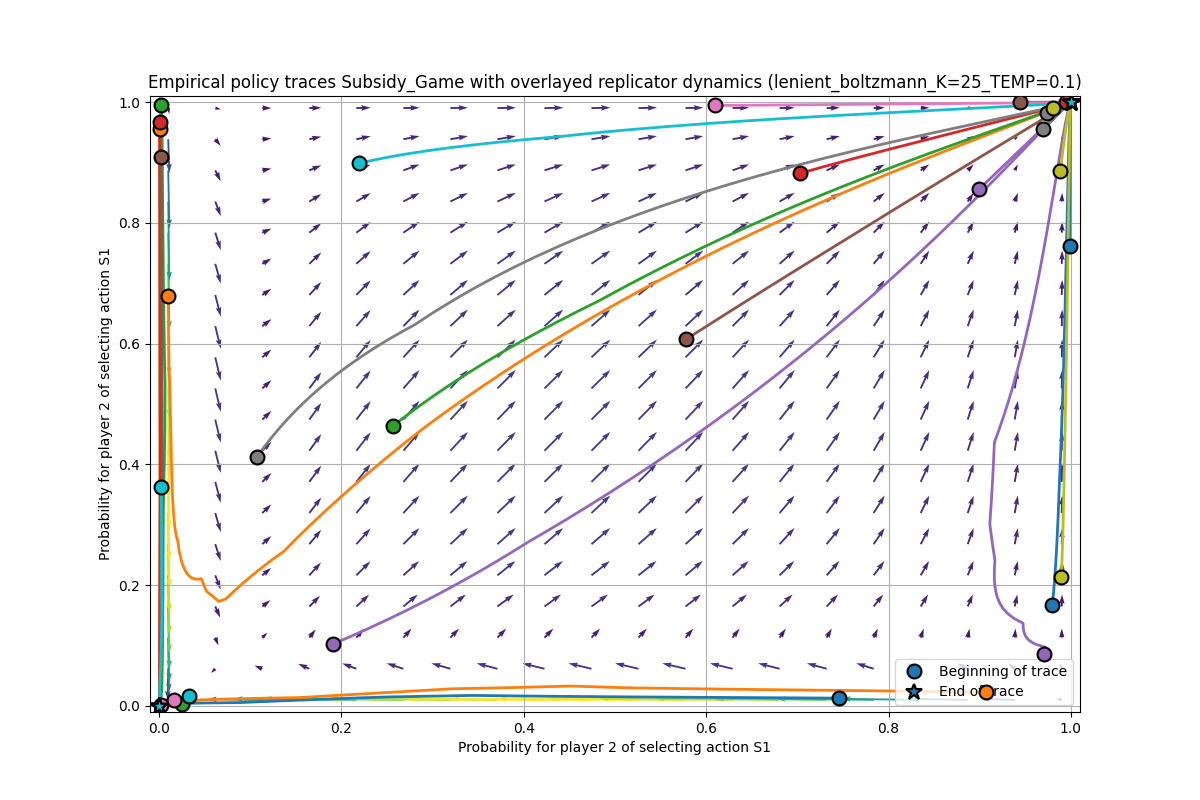 Empirical policy traces Subsidy_Game with overlayed replicator dynamics (lenient_boltzmann_K=25_TEMP=0.1)
1.0
0.8
0.6
0.4
0.2
0.0
Probability for player 2 of selecting action S1
Beginning of trace
End of trace
0.0 0.2 0.4 0.6 0.8 1.0
Probability for player 2 of selecting action S1